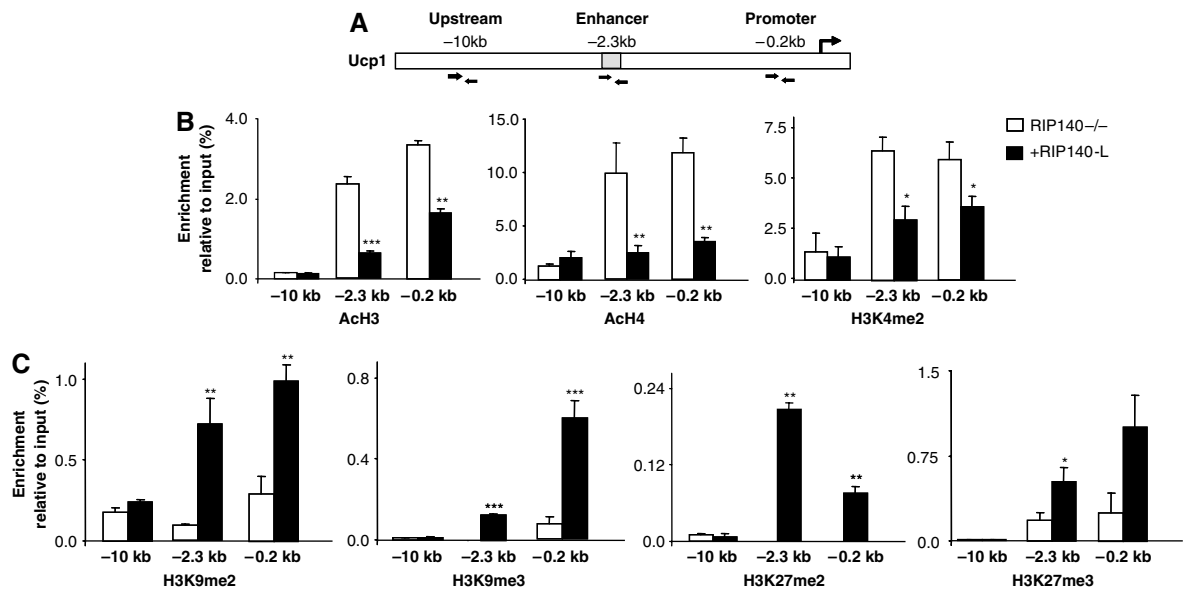 A
Upstream Enhancer Promoter
−10kb −2.3kb −0.2kb
Ucp1
B
Enrichment
relative to input (%)
4.0
2.0
0.0
***
**
−10 kb −2.3 kb −0.2 kb
AcH3
15.0
10.0
5.0
0.0
**
**
−10 kb −2.3 kb −0.2 kb
AcH4
7.5
5.0
2.5
0.0
*
*
−10 kb −2.3 kb −0.2 kb
H3K4me2
RIP140−/−
+RIP140-L
C
Enrichment
relative to input (%)
1.0
0.5
0.0
**
**
−10 kb −2.3 kb −0.2 kb
H3K9me2
0.8
0.4
0.0
***
***
−10 kb −2.3 kb −0.2 kb
H3K9me3
0.24
0.12
0.0
**
**
−10 kb −2.3 kb −0.2 kb
H3K27me2
1.5
0.75
0.0
*
−10 kb −2.3 kb −0.2 kb
H3K27me3